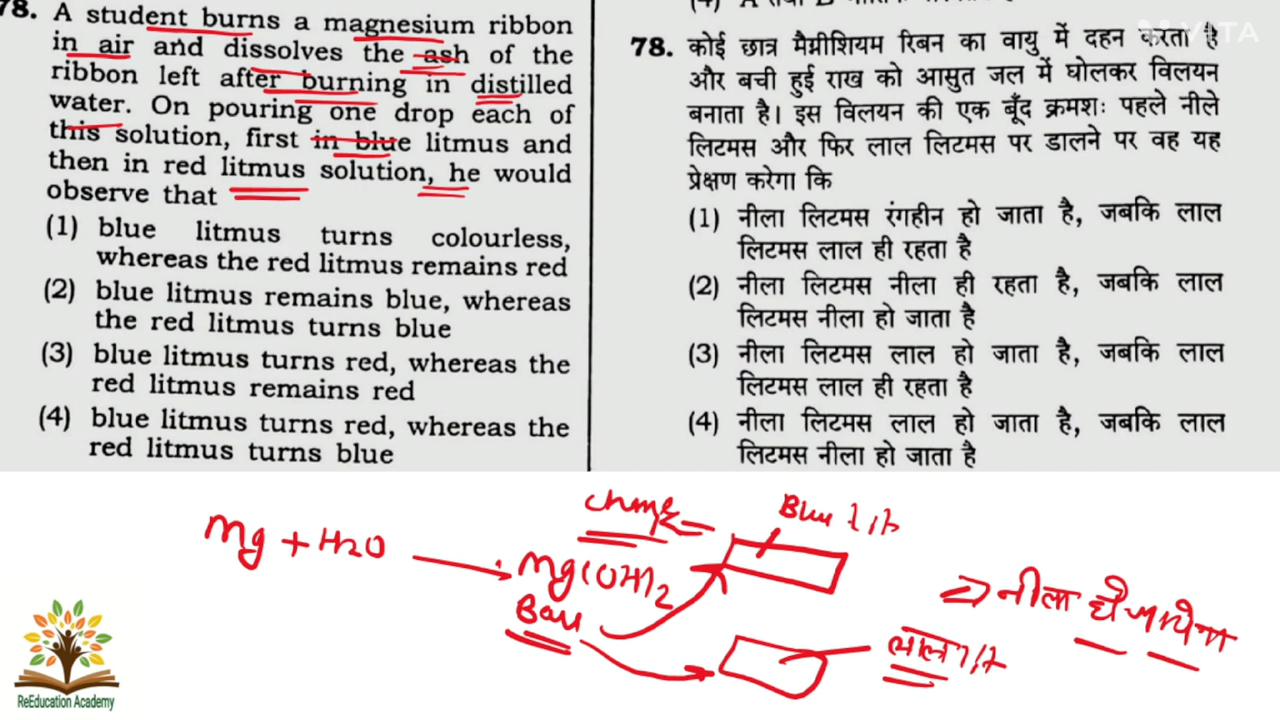 78. A student burns a magnesium ribbon
in air and dissolves the ash of the
ribbon left after burning in distilled
water. On pouring one drop each of
this solution, first in blue litmus and
then in red litmus solution, he would
observe that
(1) blue litmus turns colourless,
whereas the red litmus remains red
(2) blue litmus remains blue, whereas
the red litmus turns blue
(3) blue litmus turns red, whereas the
red litmus remains red
(4) blue litmus turns red, whereas the
red litmus turns blue
VITA
78. कोई छात्र मैग्नीशियम रिबन का वायु में दहन करता है
और बची हुई राख को आसुत जल में घोलकर विलयन
बनाता है। इस विलयन की एक बूँद क्रमशः पहले नीले
लिटमस और फिर लाल लिटमस पर डालने पर वह यह
प्रेक्षण करेगा कि
(1) नीला लिटमस रंगहीन हो जाता है, जबकि लाल
लिटमस लाल ही रहता है
(2) नीला लिटमस नीला ही रहता है, जबकि लाल
लिटमस नीला हो जाता है
(3) नीला लिटमस लाल हो जाता है, जबकि लाल
लिटमस लाल ही रहता है
(4) नीला लिटमस लाल हो जाता है, जबकि लाल
लिटमस नीला हो जाता है
Mg + H2O
Mg(OH)2
नीला
ReEducation Academy